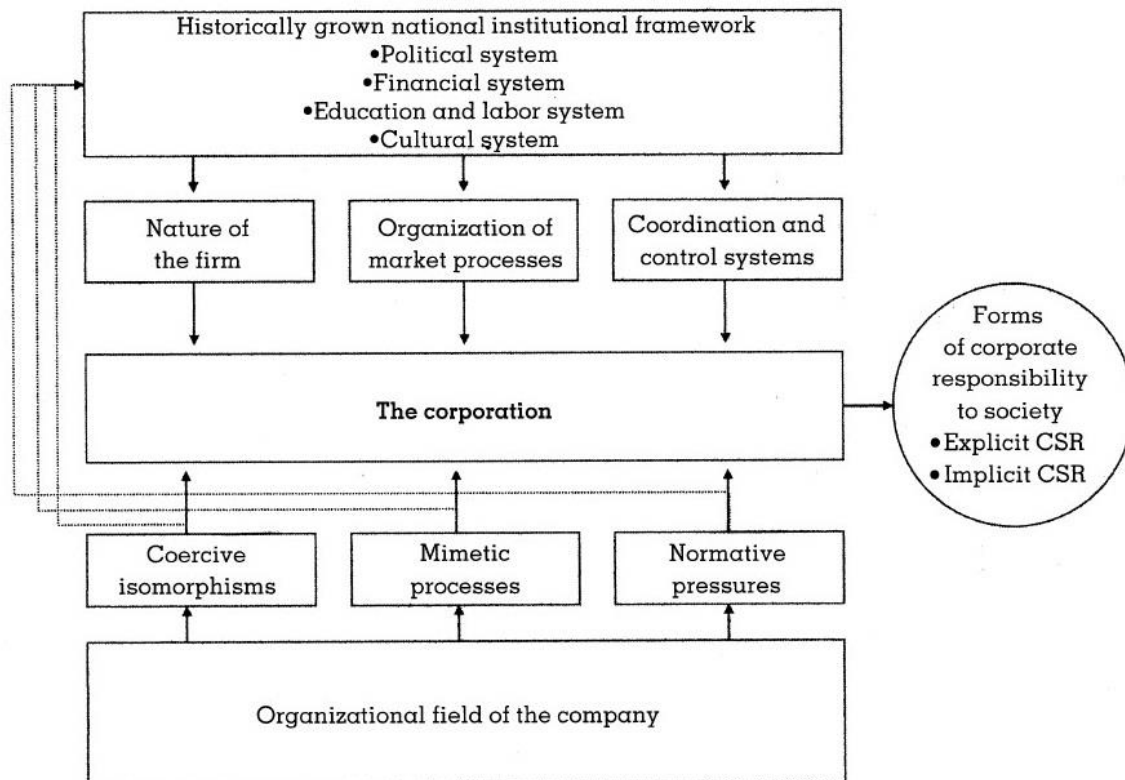 Historically grown national institutional framework
•Political system
•Financial system
•Education and labor system
•Cultural system
Nature of
the firm
Organization of
market processes
Coordination and
control systems
The corporation
Forms
of corporate
responsibility
to society
•Explicit CSR
•Implicit CSR
Coercive
isomorphisms
Mimetic
processes
Normative
pressures
Organizational field of the company